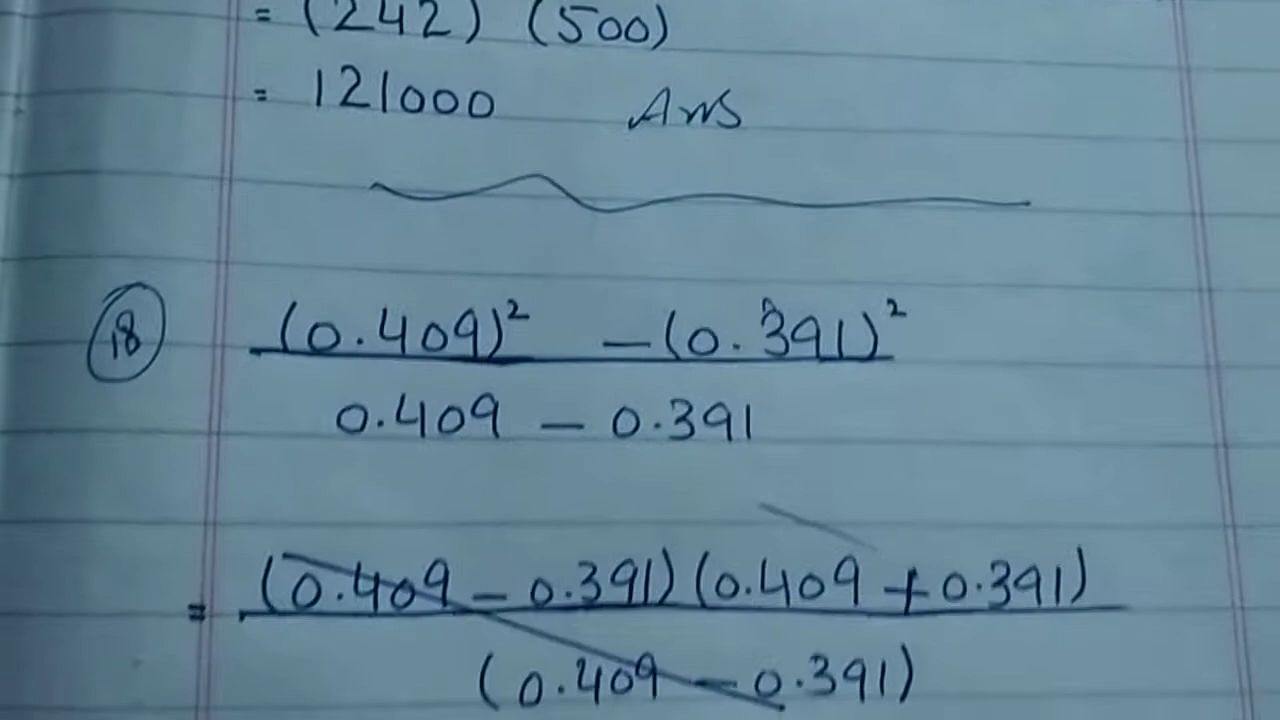 = (242) (500)
= 121000 Ans
18 (0.409)² - (0.391)²
0.409 - 0.391
= (0.409 - 0.391)(0.409 + 0.391)
(0.409 - 0.391)